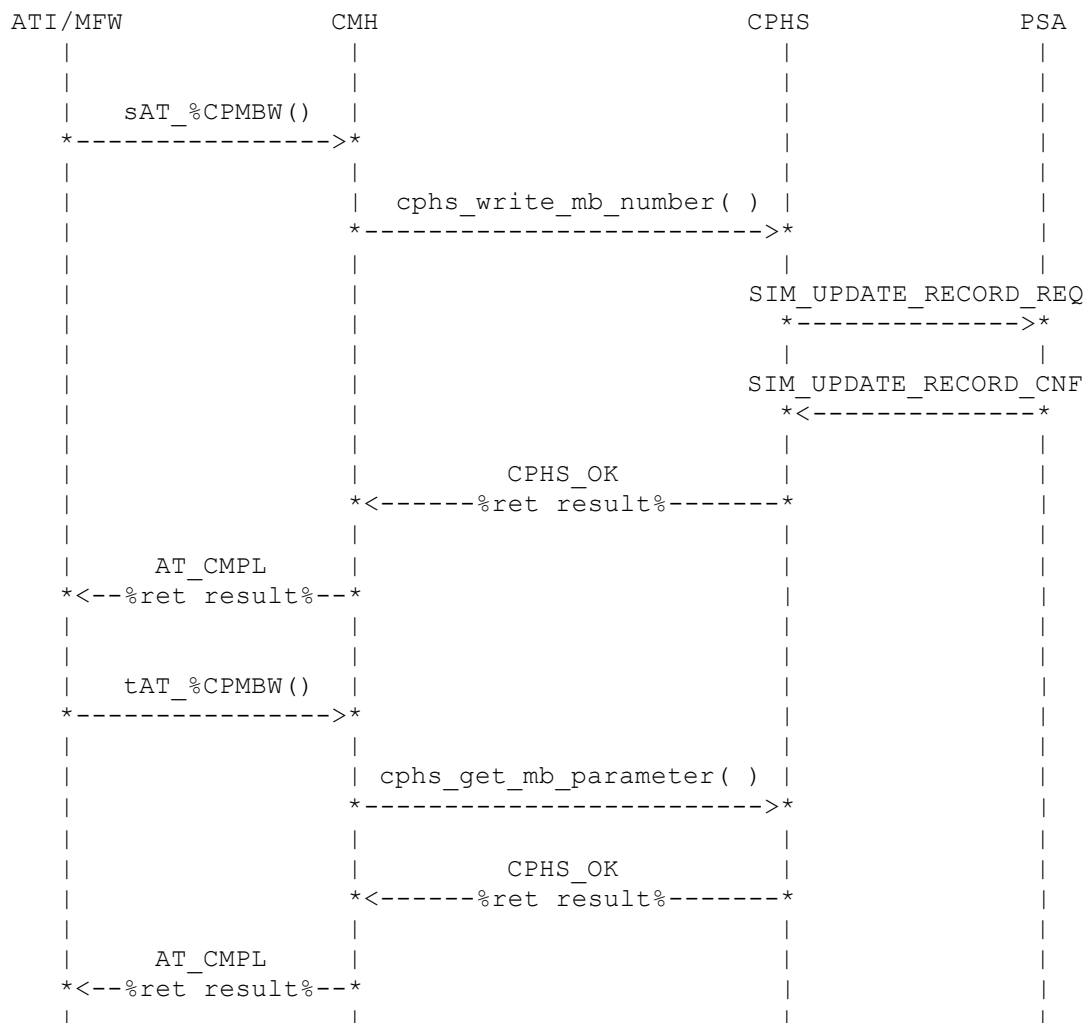 ATI/MFW CMH CPHS PSA
sAT_%CPMBW()
*---------------->*
cphs_write_mb_number( )
*------------------------->*
SIM_UPDATE_RECORD_REQ
*-------------->*
SIM_UPDATE_RECORD_CNF
*<--------------*
CPHS_OK
*<------%ret result%-------*
AT_CMPL
*<--%ret result%--*
tAT_%CPMBW()
*---------------->*
cphs_get_mb_parameter( )
*------------------------->*
CPHS_OK
*<------%ret result%-------*
AT_CMPL
*<--%ret result%--*